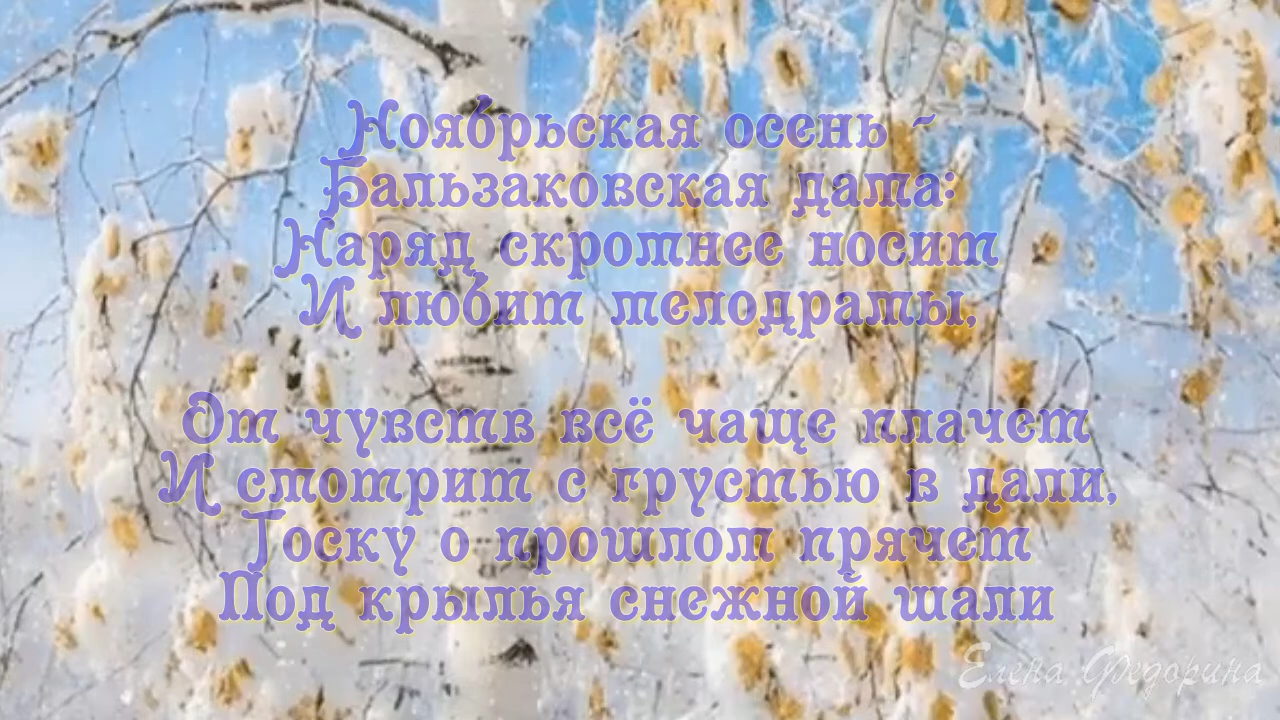 Ноябрьская осень -
Бальзаковская дама:
Наряд скромнее носит
И любит мелодрамы,
От чувств всё чаще плачет
И смотрит с грустью в дали,
Тоску о прошлом прячет
Под крылья снежной шали
Елена Федорина